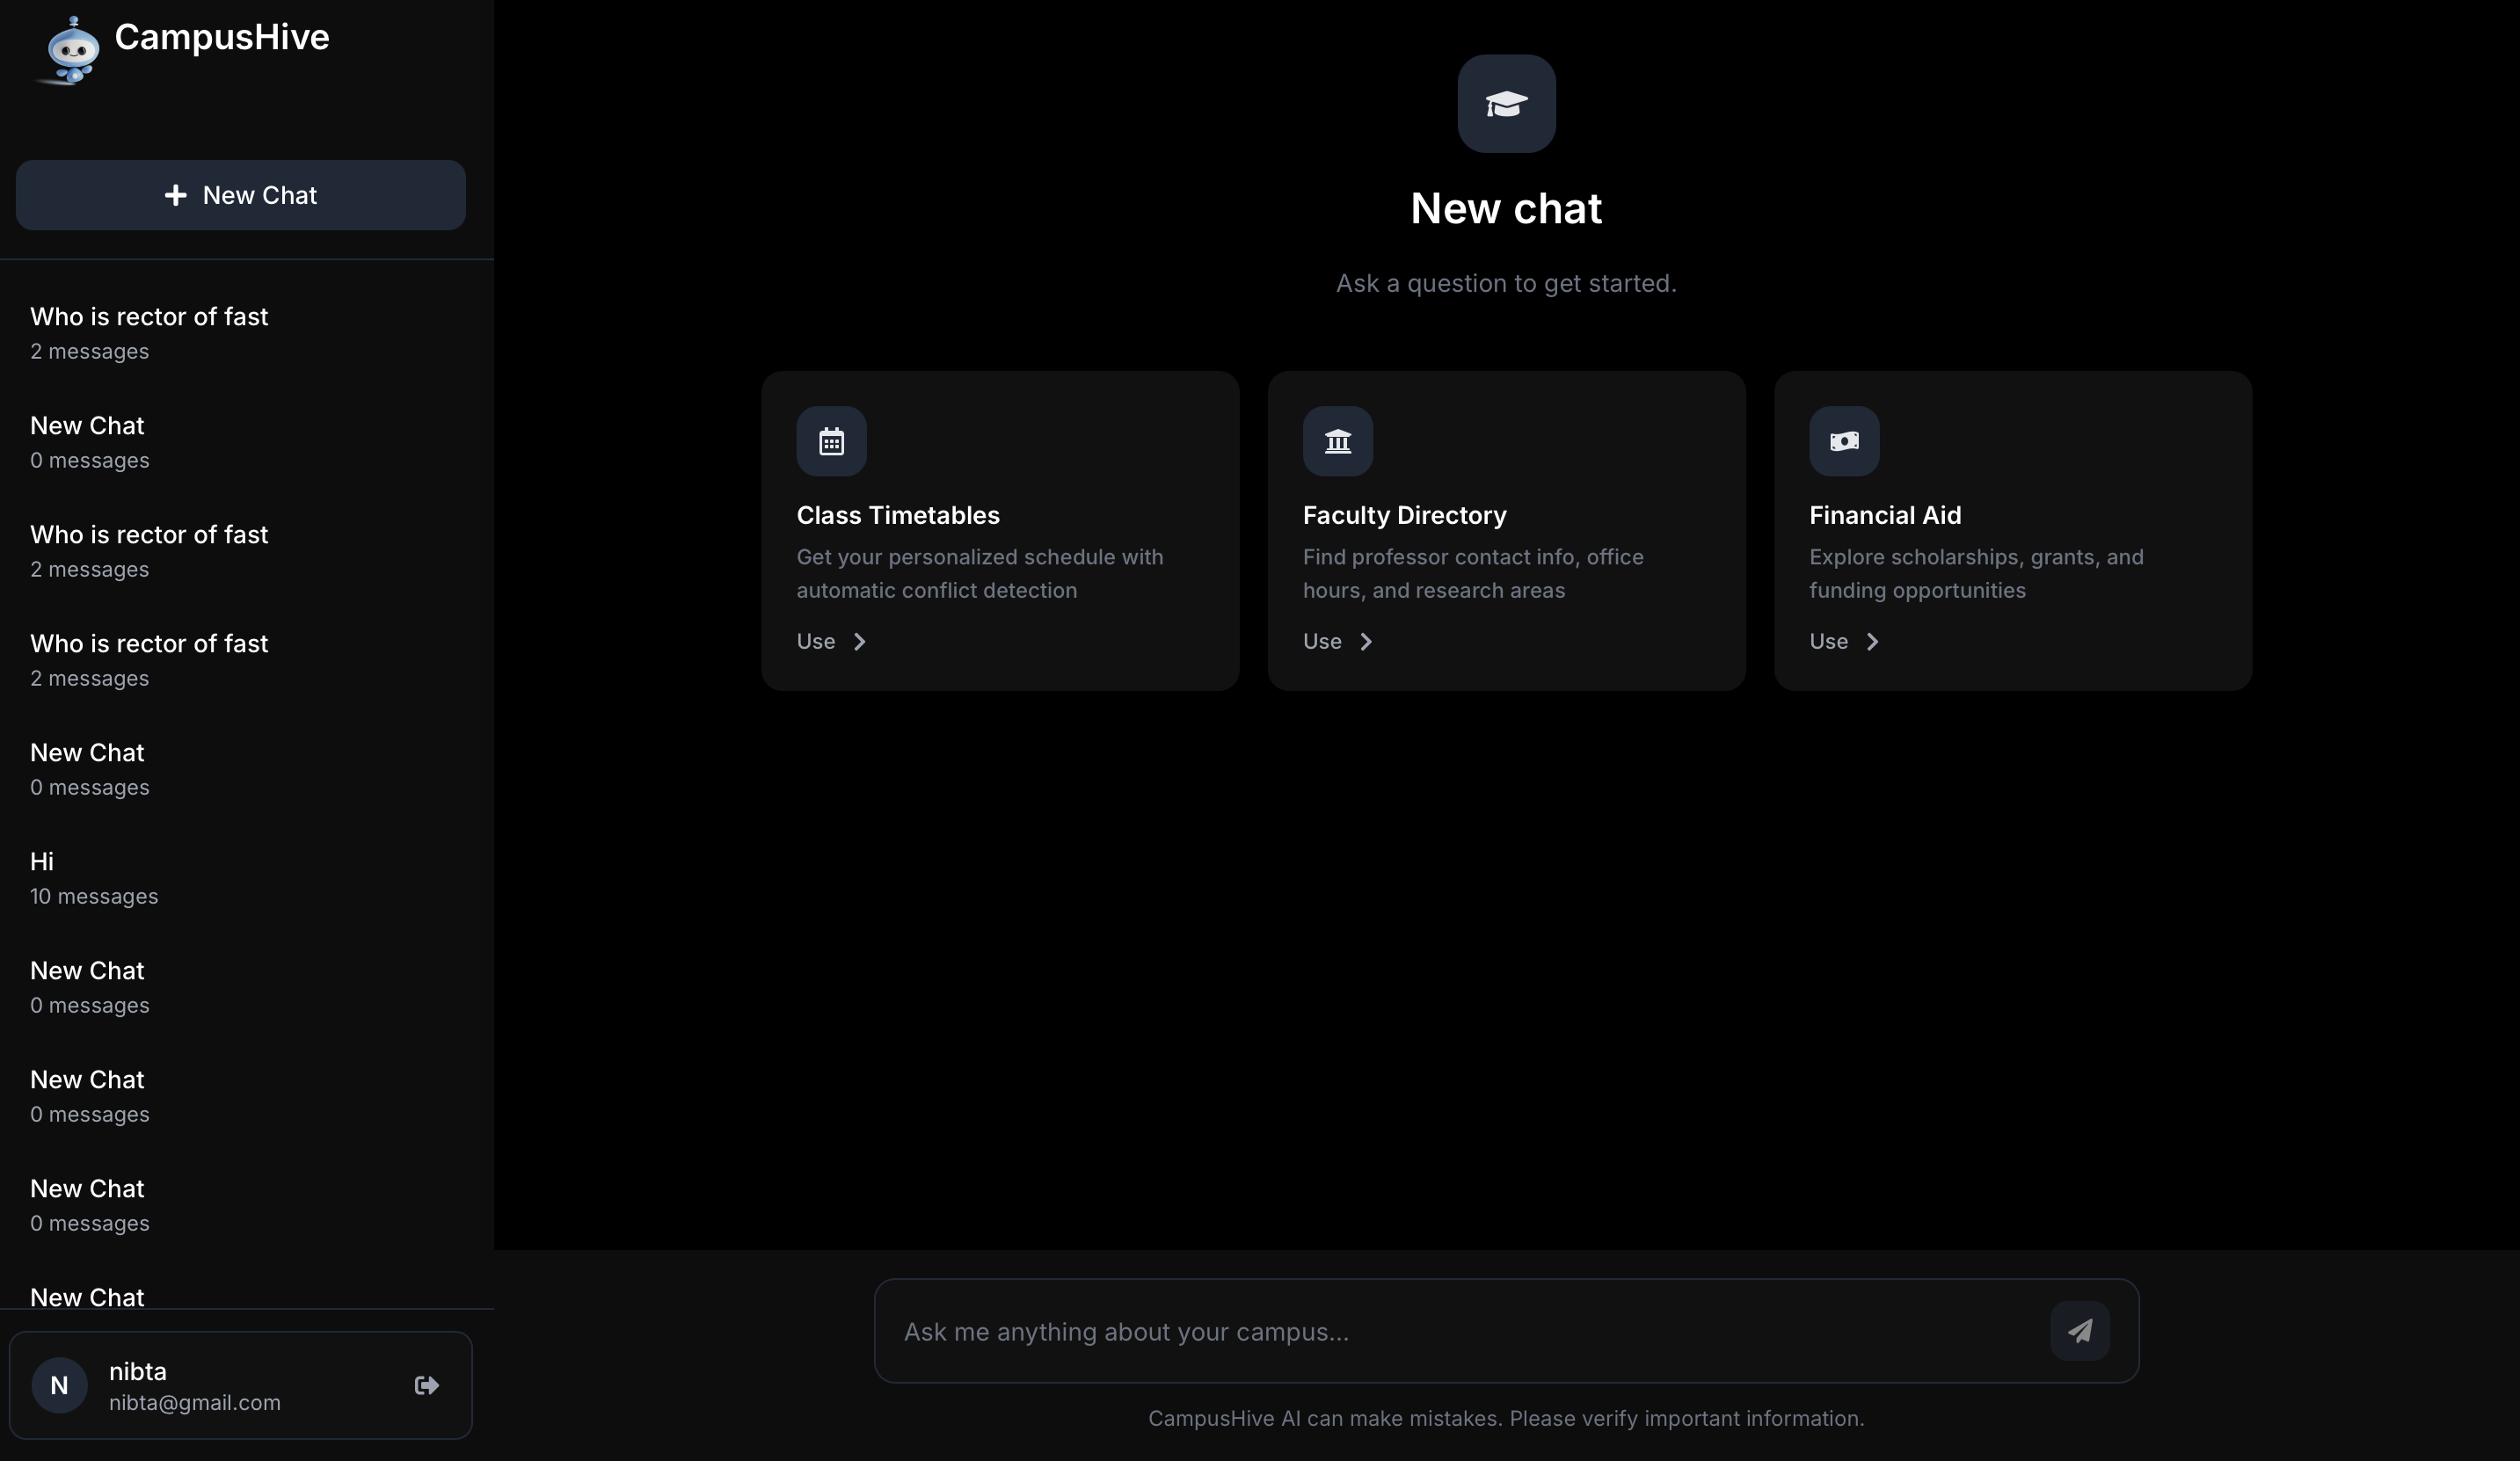 CampusHive
New Chat
Who is rector of fast
2 messages
New Chat
0 messages
Who is rector of fast
2 messages
Who is rector of fast
2 messages
New Chat
0 messages
Hi
10 messages
New Chat
0 messages
New Chat
0 messages
New Chat
0 messages
New Chat
N
nibta
nibta@gmail.com
New chat
Ask a question to get started.
Class Timetables
Get your personalized schedule with
automatic conflict detection
Use
Faculty Directory
Find professor contact info, office
hours, and research areas
Use
Financial Aid
Explore scholarships, grants, and
funding opportunities
Use
Ask me anything about your campus...
CampusHive AI can make mistakes. Please verify important information.